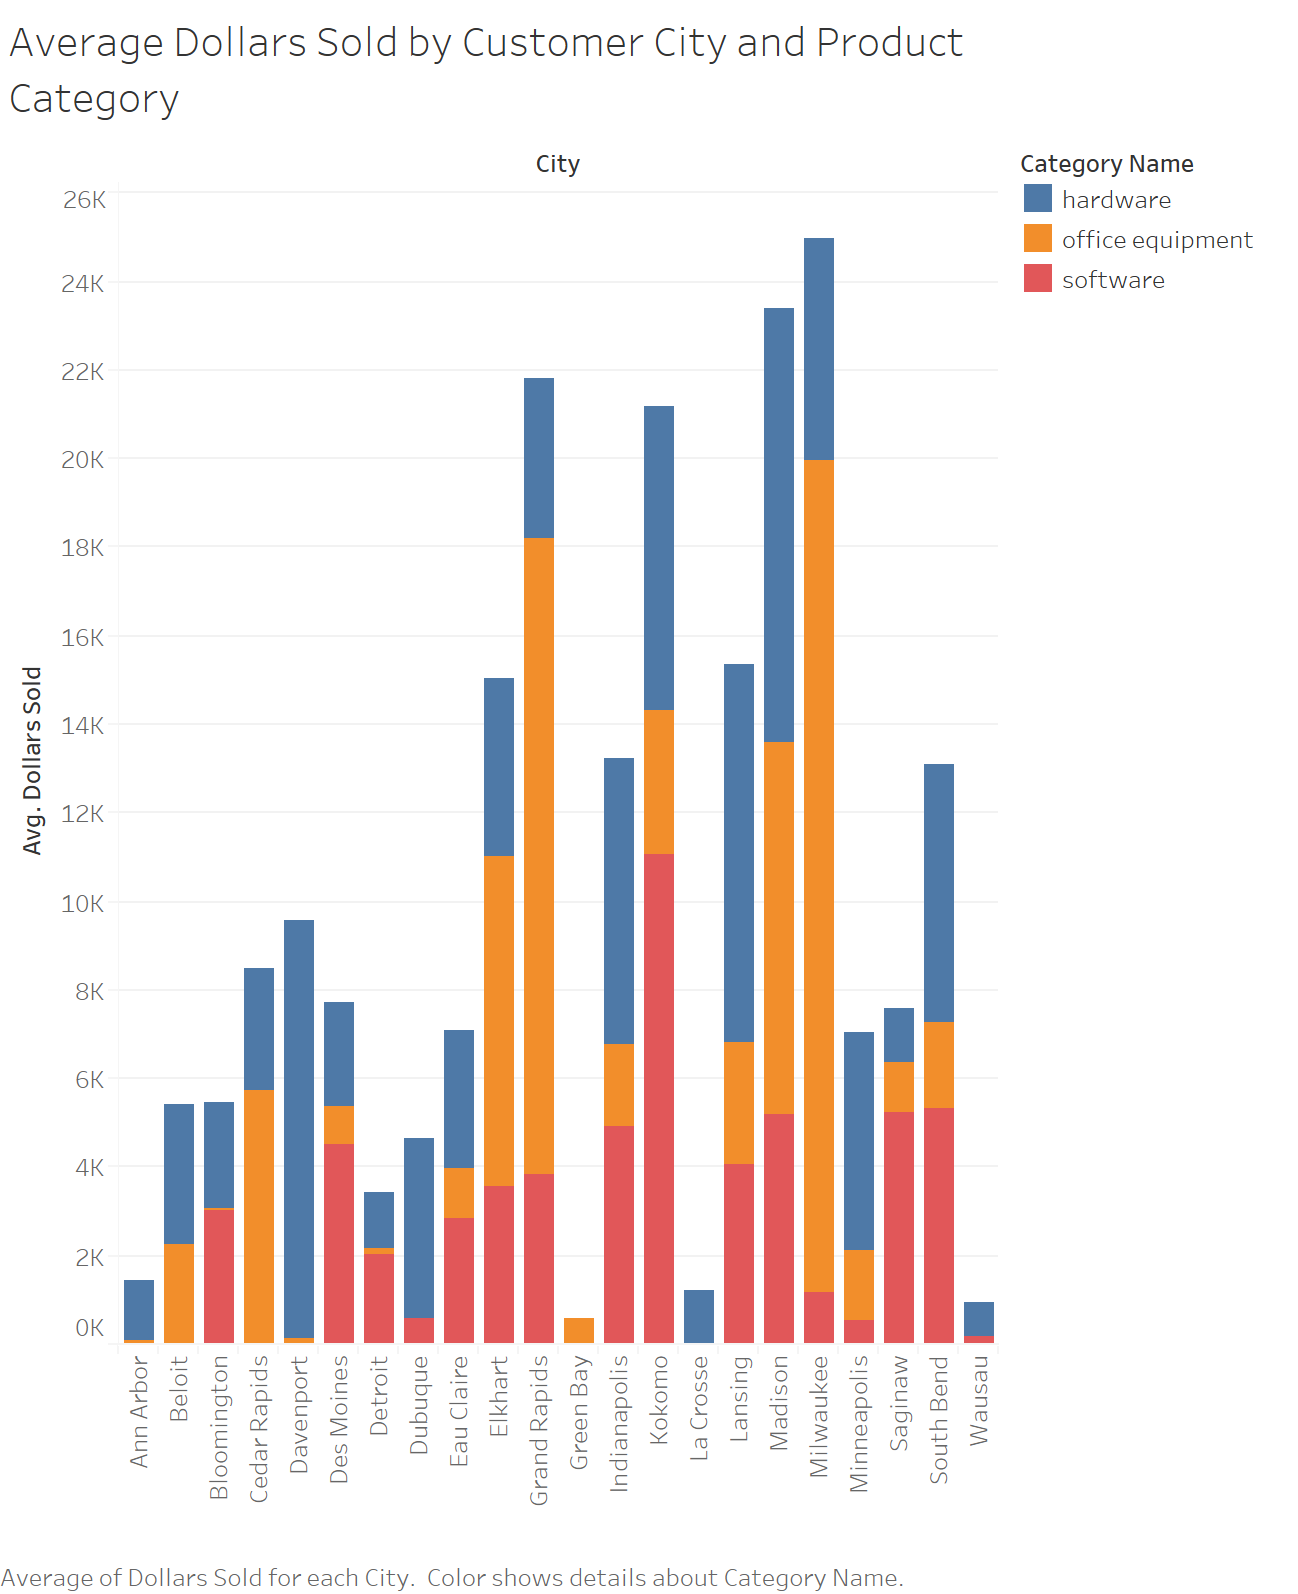 Average Dollars Sold by Customer City and Product
Category
City
Category Name
hardware
office equipment
software
Avg. Dollars Sold
26K
24K
22K
20K
18K
16K
14K
12K
10K
8K
6K
4K
2K
0K
Ann Arbor
Beloit
Bloomington
Cedar Rapids
Davenport
Des Moines
Detroit
Dubuque
Eau Claire
Elkhart
Grand Rapids
Green Bay
Indianapolis
Kokomo
La Crosse
Lansing
Madison
Milwaukee
Minneapolis
Saginaw
South Bend
Wausau
Average of Dollars Sold for each City.  Color shows details about Category Name.